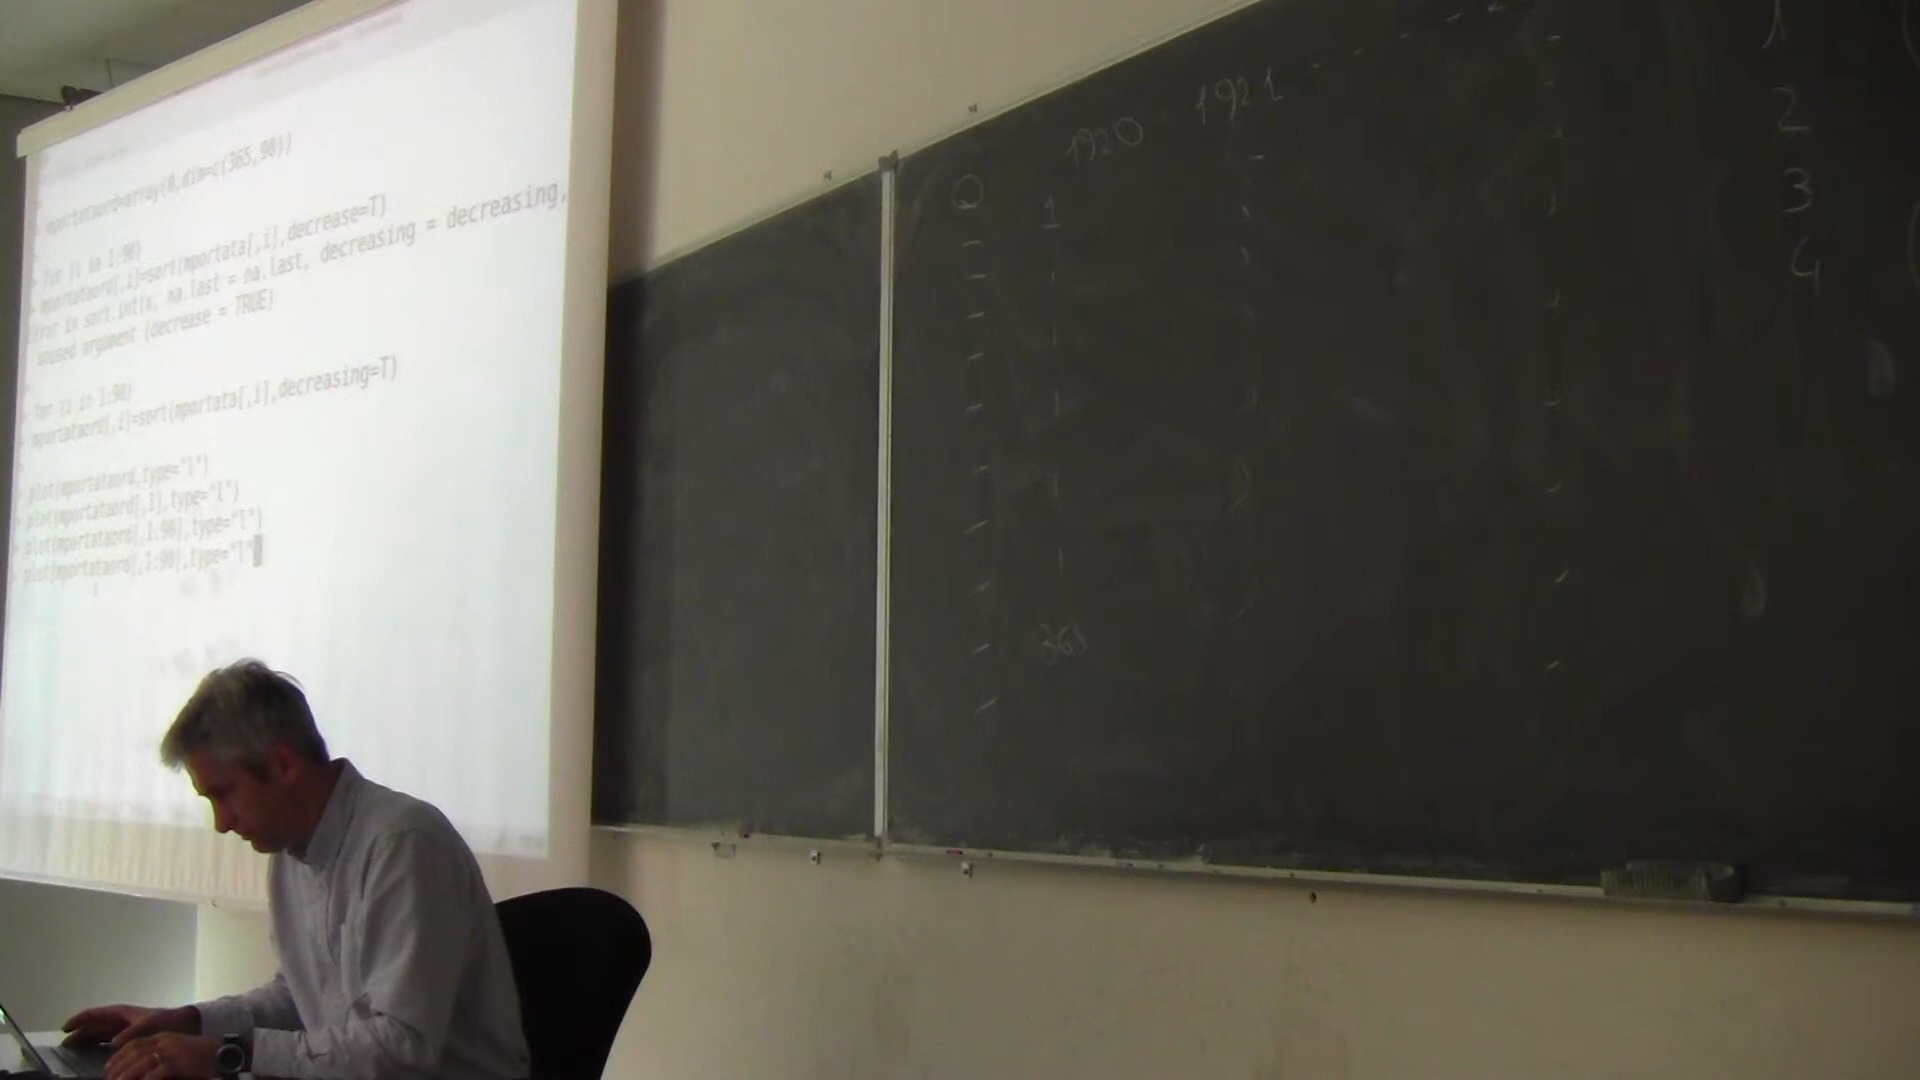 mportataord=array(0,dim=c(365,90))
for (i in 1:90)
mportataord[,i]=sort(mportata[,i],decrease=T)
Error in sort.int(x, na.last = na.last, decreasing = decreasing,
unused argument (decrease = TRUE)
for (i in 1:90)
mportataord[,i]=sort(mportata[,i],decreasing=T)
plot(mportataord,type="l")
plot(mportataord[,1],type="l")
plot(mportataord[,1:90],type="l")
plot(mportataord[,1:90],type="l"
Q 1920 1921
1
365
1
2
3
4